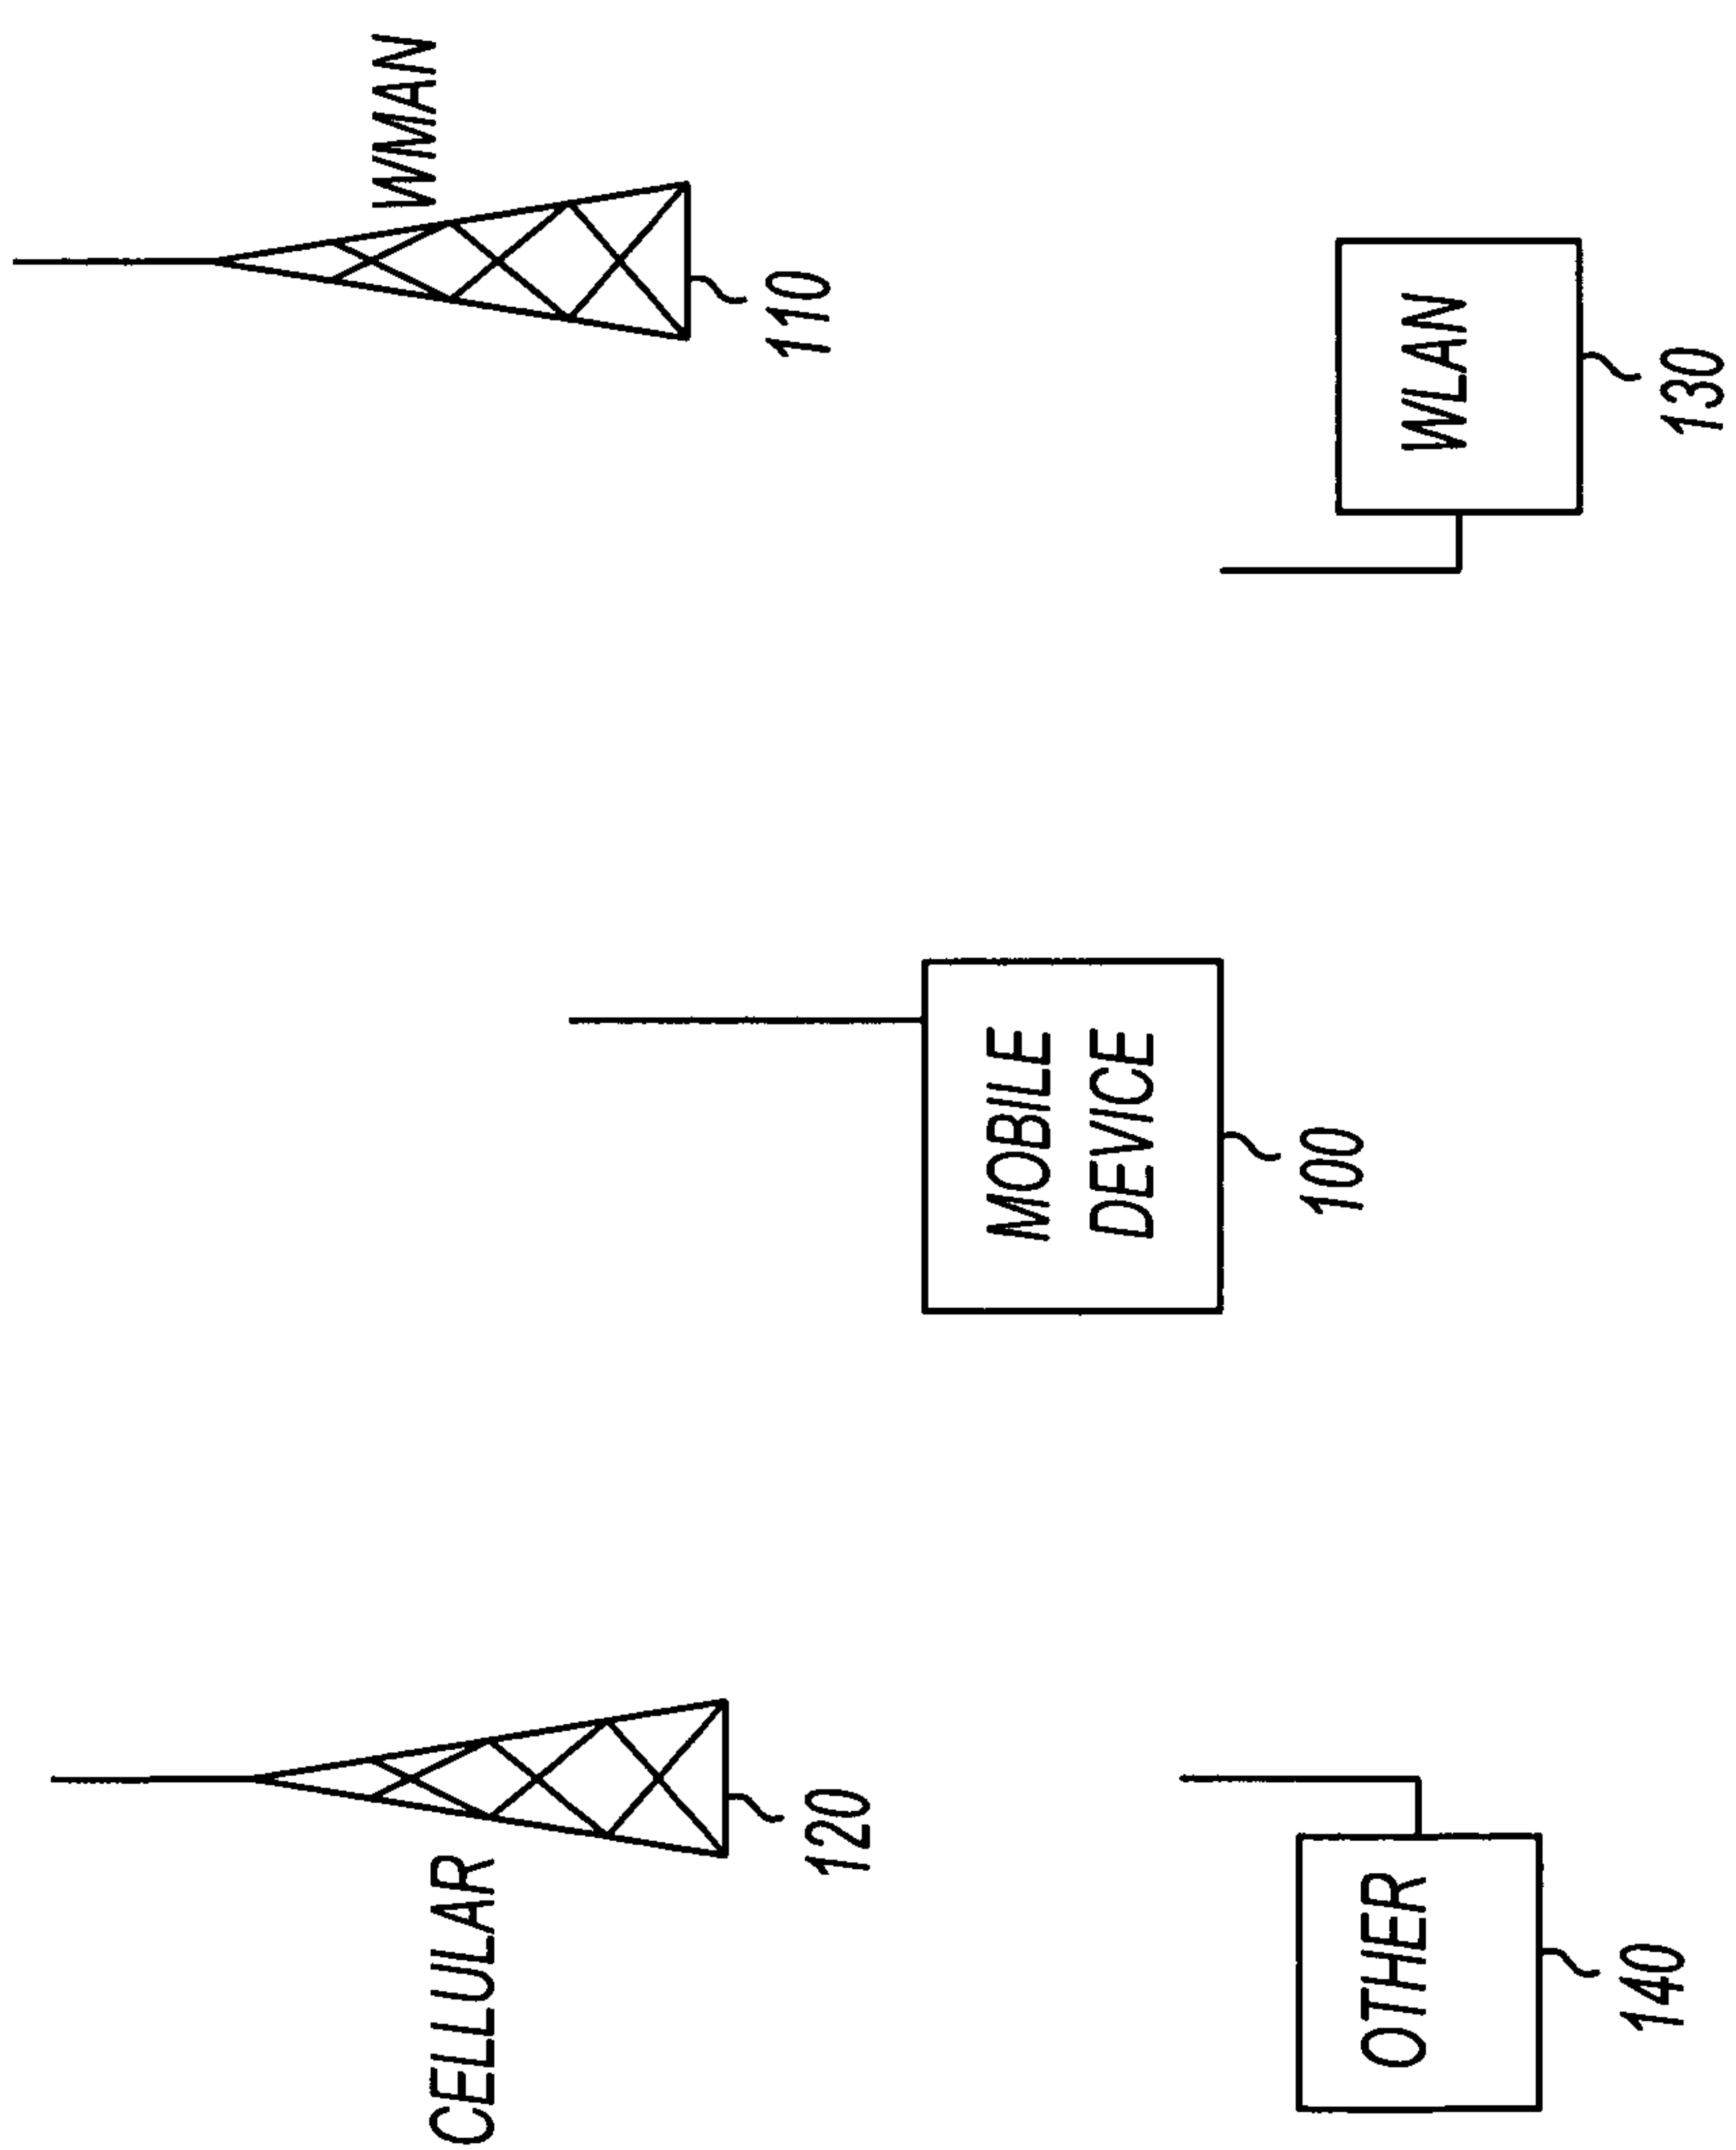 CELLULAR
120
WMAN
110
MOBILE
DEVICE
100
OTHER
140
WLAN
130